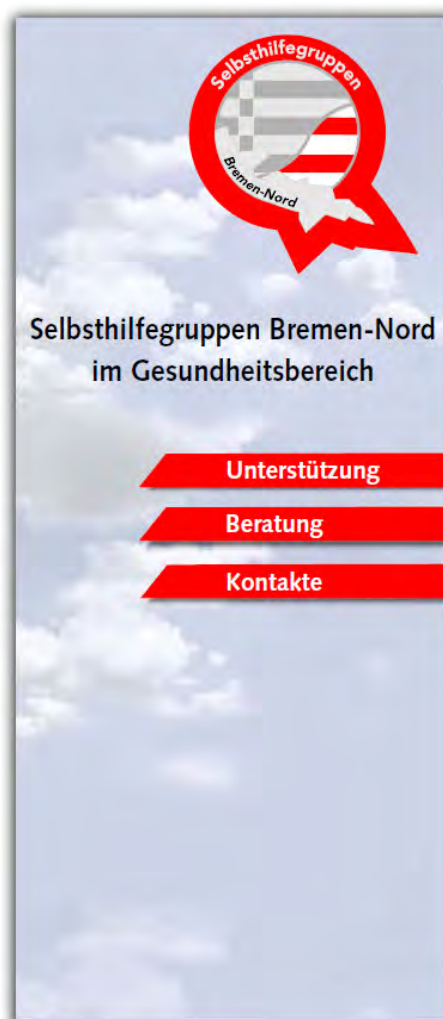 Selbsthilfegruppen
Bremen-Nord
Selbsthilfegruppen Bremen-Nord
im Gesundheitsbereich
Unterstützung
Beratung
Kontakte